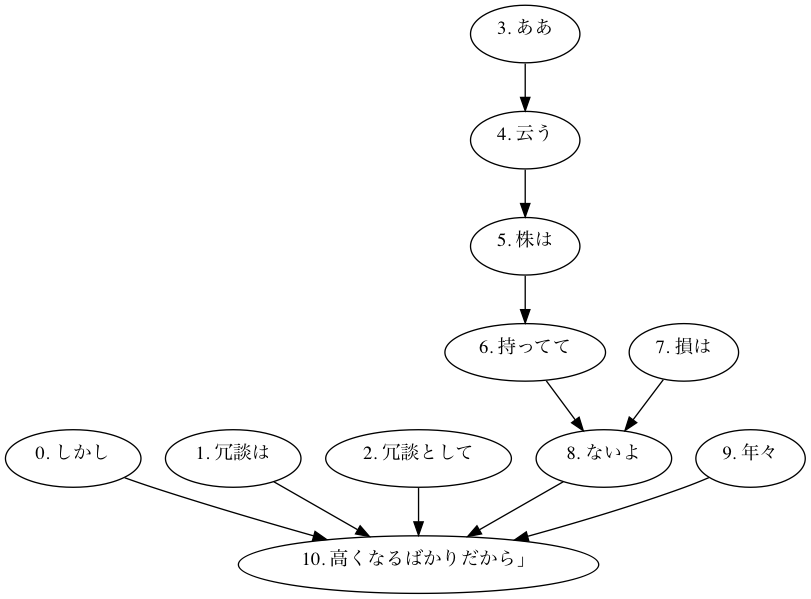 3. ああ
4. 云う
5. 株は
6. 持ってて
7. 損は
0. しかし
1. 冗談は
2. 冗談として
8. ないよ
9. 年々
10. 高くなるばかりだから」